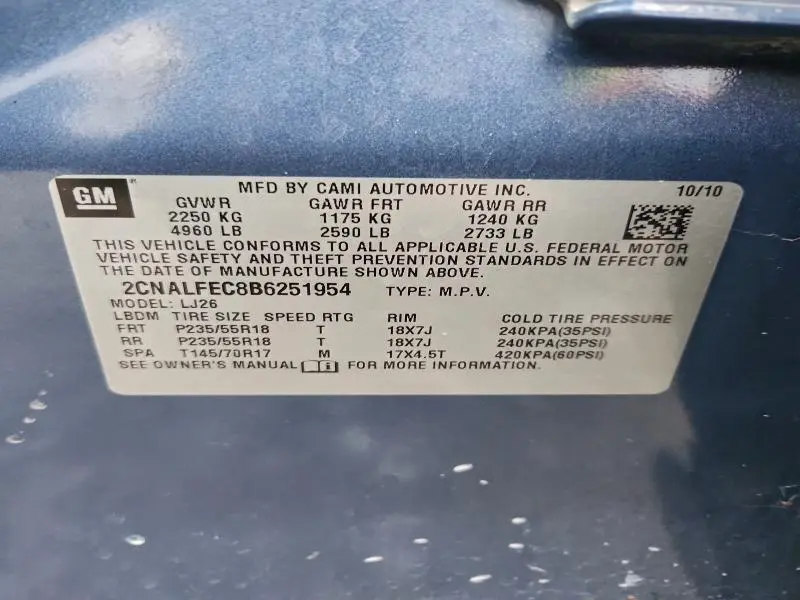 GM MFD BY CAMI AUTOMOTIVE INC. 10/10
GVWR GAWR FRT GAWR RR
2250 KG 1175 KG 1240 KG
4960 LB 2590 LB 2733 LB
THIS VEHICLE CONFORMS TO ALL APPLICABLE U.S. FEDERAL MOTOR
VEHICLE SAFETY AND THEFT PREVENTION STANDARDS IN EFFECT ON
THE DATE OF MANUFACTURE SHOWN ABOVE.
2CNALFEC8B6251954 TYPE: M.P.V.
MODEL: LJ26
LBDM TIRE SIZE SPEED RTG RIM COLD TIRE PRESSURE
FRT P235/55R18 T 18X7J 240KPA(35PSI)
RR P235/55R18 T 18X7J 240KPA(35PSI)
SPA T145/70R17 M 17X4.5T 420KPA(60PSI)
SEE OWNER'S MANUAL FOR MORE INFORMATION.